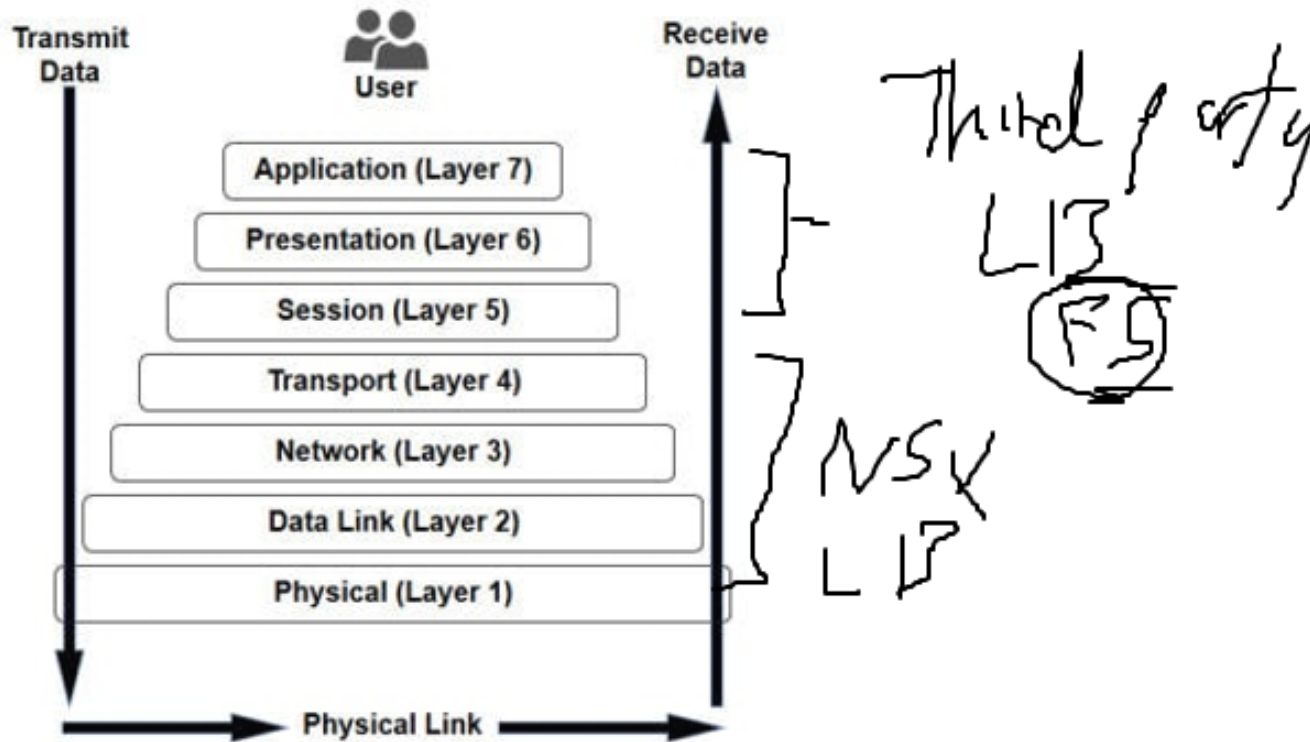 Transmit
Data
User
Receive
Data
Application (Layer 7)
Presentation (Layer 6)
Session (Layer 5)
Transport (Layer 4)
Network (Layer 3)
Data Link (Layer 2)
Physical (Layer 1)
Physical Link
Third party
LB
F5
NSX